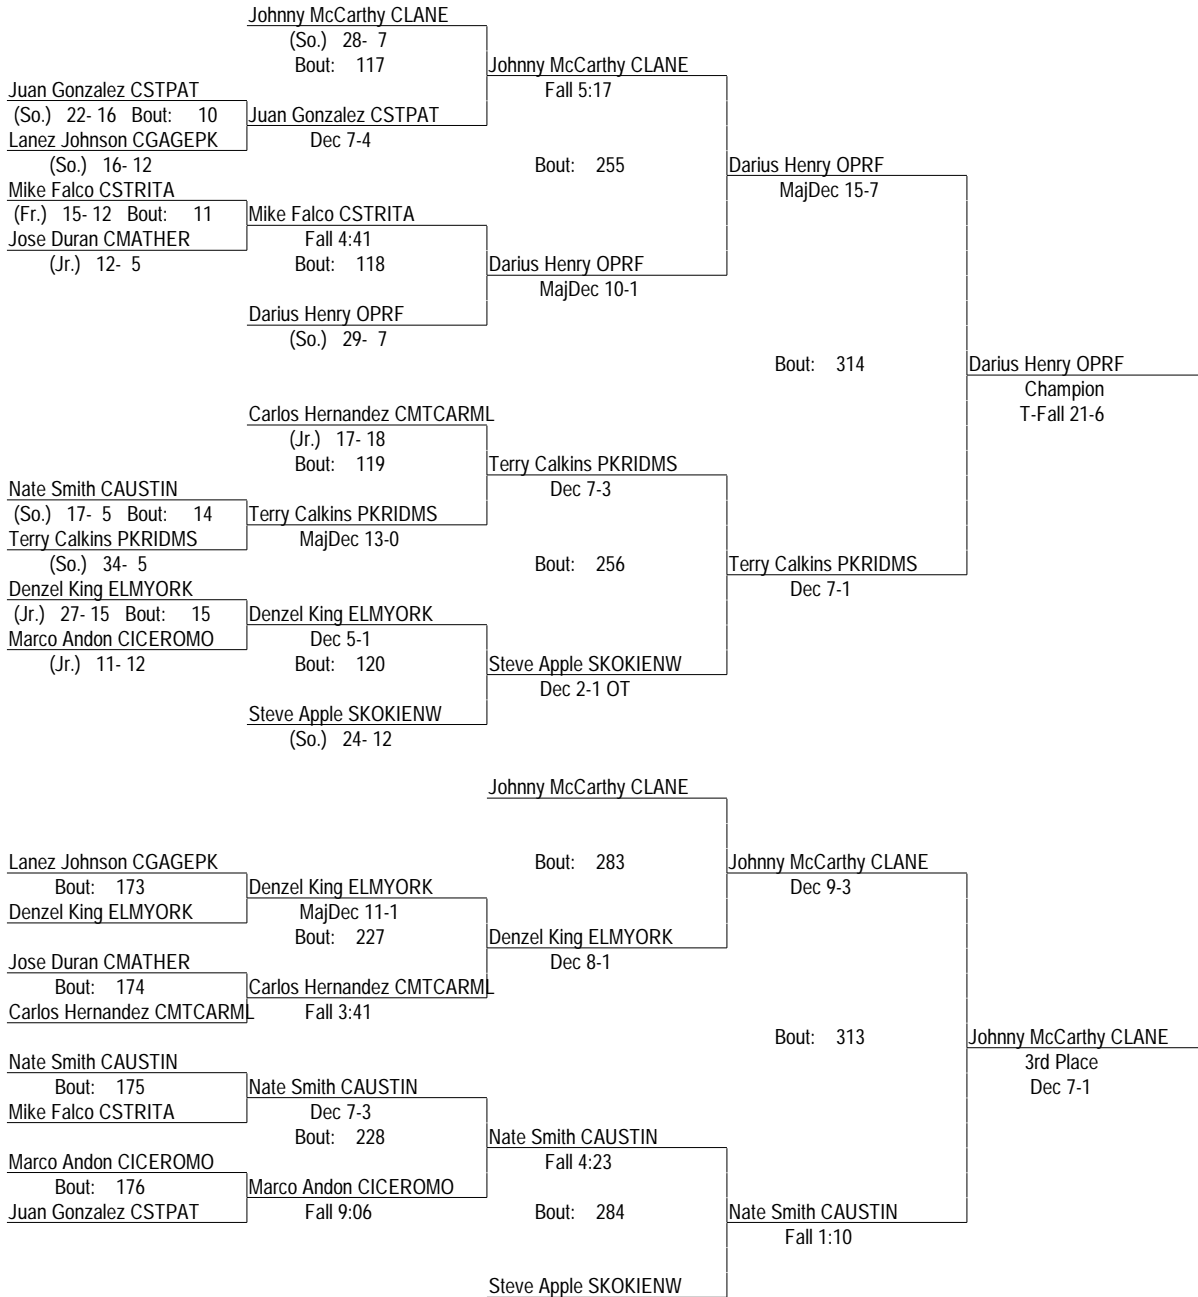 Johnny McCarthy CLANE
(So.) 28- 7
Bout: 117
Johnny McCarthy CLANE
Fall 5:17
Juan Gonzalez CSTPAT
(So.) 22- 16 Bout: 10
Juan Gonzalez CSTPAT
Dec 7-4
Lanez Johnson CGAGEPK
(So.) 16- 12
Bout: 255
Darius Henry OPRF
MajDec 15-7
Mike Falco CSTRITA
(Fr.) 15- 12 Bout: 11
Mike Falco CSTRITA
Fall 4:41
Jose Duran CMATHER
(Jr.) 12- 5
Bout: 118
Darius Henry OPRF
MajDec 10-1
Darius Henry OPRF
(So.) 29- 7
Bout: 314
Darius Henry OPRF
Champion
T-Fall 21-6
Carlos Hernandez CMTCARML
(Jr.) 17- 18
Bout: 119
Terry Calkins PKRIDMS
Dec 7-3
Nate Smith CAUSTIN
(So.) 17- 5 Bout: 14
Terry Calkins PKRIDMS
MajDec 13-0
Terry Calkins PKRIDMS
(So.) 34- 5
Bout: 256
Terry Calkins PKRIDMS
Dec 7-1
Denzel King ELMYORK
(Jr.) 27- 15 Bout: 15
Denzel King ELMYORK
Dec 5-1
Marco Andon CICEROMO
(Jr.) 11- 12
Bout: 120
Steve Apple SKOKIENW
Dec 2-1 OT
Steve Apple SKOKIENW
(So.) 24- 12
Johnny McCarthy CLANE
Bout: 283
Johnny McCarthy CLANE
Dec 9-3
Lanez Johnson CGAGEPK
Bout: 173
Denzel King ELMYORK
MajDec 11-1
Denzel King ELMYORK
Bout: 227
Denzel King ELMYORK
Dec 8-1
Jose Duran CMATHER
Bout: 174
Carlos Hernandez CMTCARML
Fall 3:41
Carlos Hernandez CMTCARML
Bout: 313
Johnny McCarthy CLANE
3rd Place
Dec 7-1
Nate Smith CAUSTIN
Bout: 175
Nate Smith CAUSTIN
Dec 7-3
Mike Falco CSTRITA
Bout: 228
Nate Smith CAUSTIN
Fall 4:23
Marco Andon CICEROMO
Bout: 176
Marco Andon CICEROMO
Fall 9:06
Juan Gonzalez CSTPAT
Bout: 284
Nate Smith CAUSTIN
Fall 1:10
Steve Apple SKOKIENW